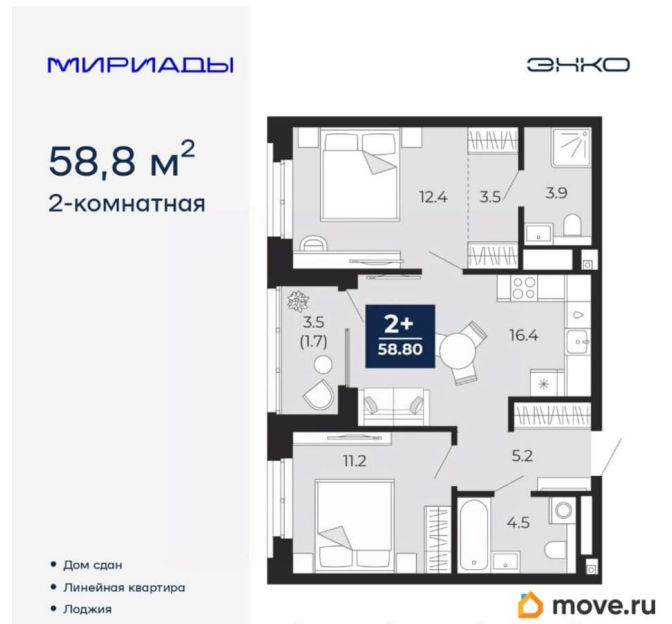 МИРИАДЫ
ЭНКО
58,8 м²
2-комнатная
12.4
3.5
3.9
3.5
(1.7)
2+
58.80
16.4
11.2
5.2
4.5
• Дом сдан
• Линейная квартира
• Лоджия
move.ru